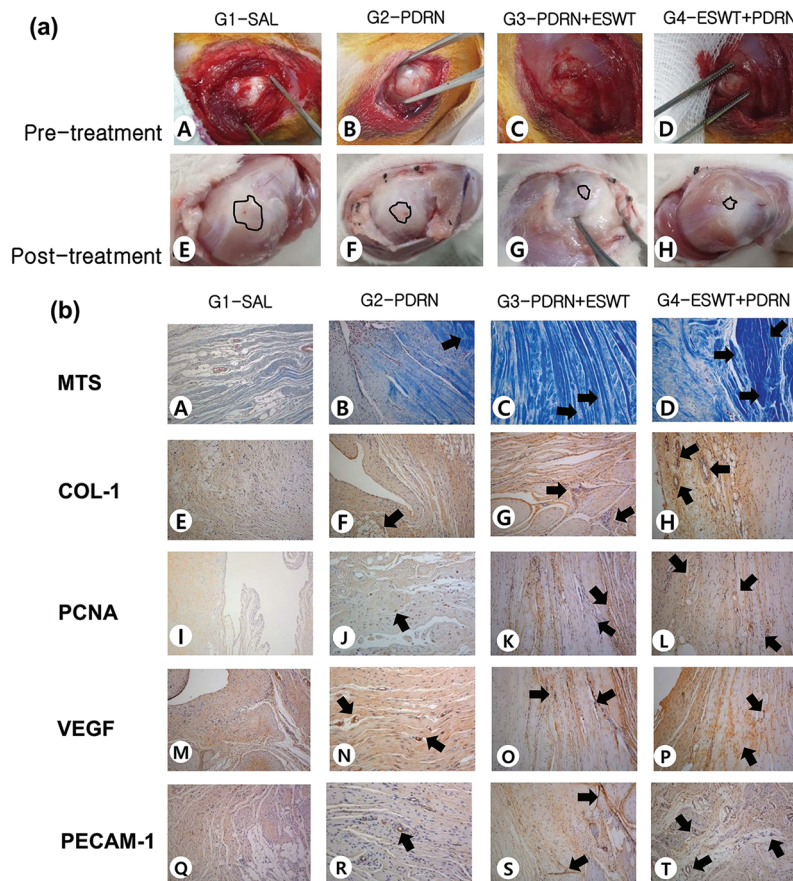 (a)
G1-SAL G2-PDRN G3-PDRN+ESWT G4-ESWT+PDRN
Pre-treatment
A B C D
Post-treatment
E F G H
(b)
G1-SAL G2-PDRN G3-PDRN+ESWT G4-ESWT+PDRN
MTS
A B C D
COL-1
E F G H
PCNA
I J K L
VEGF
M N O P
PECAM-1
Q R S T